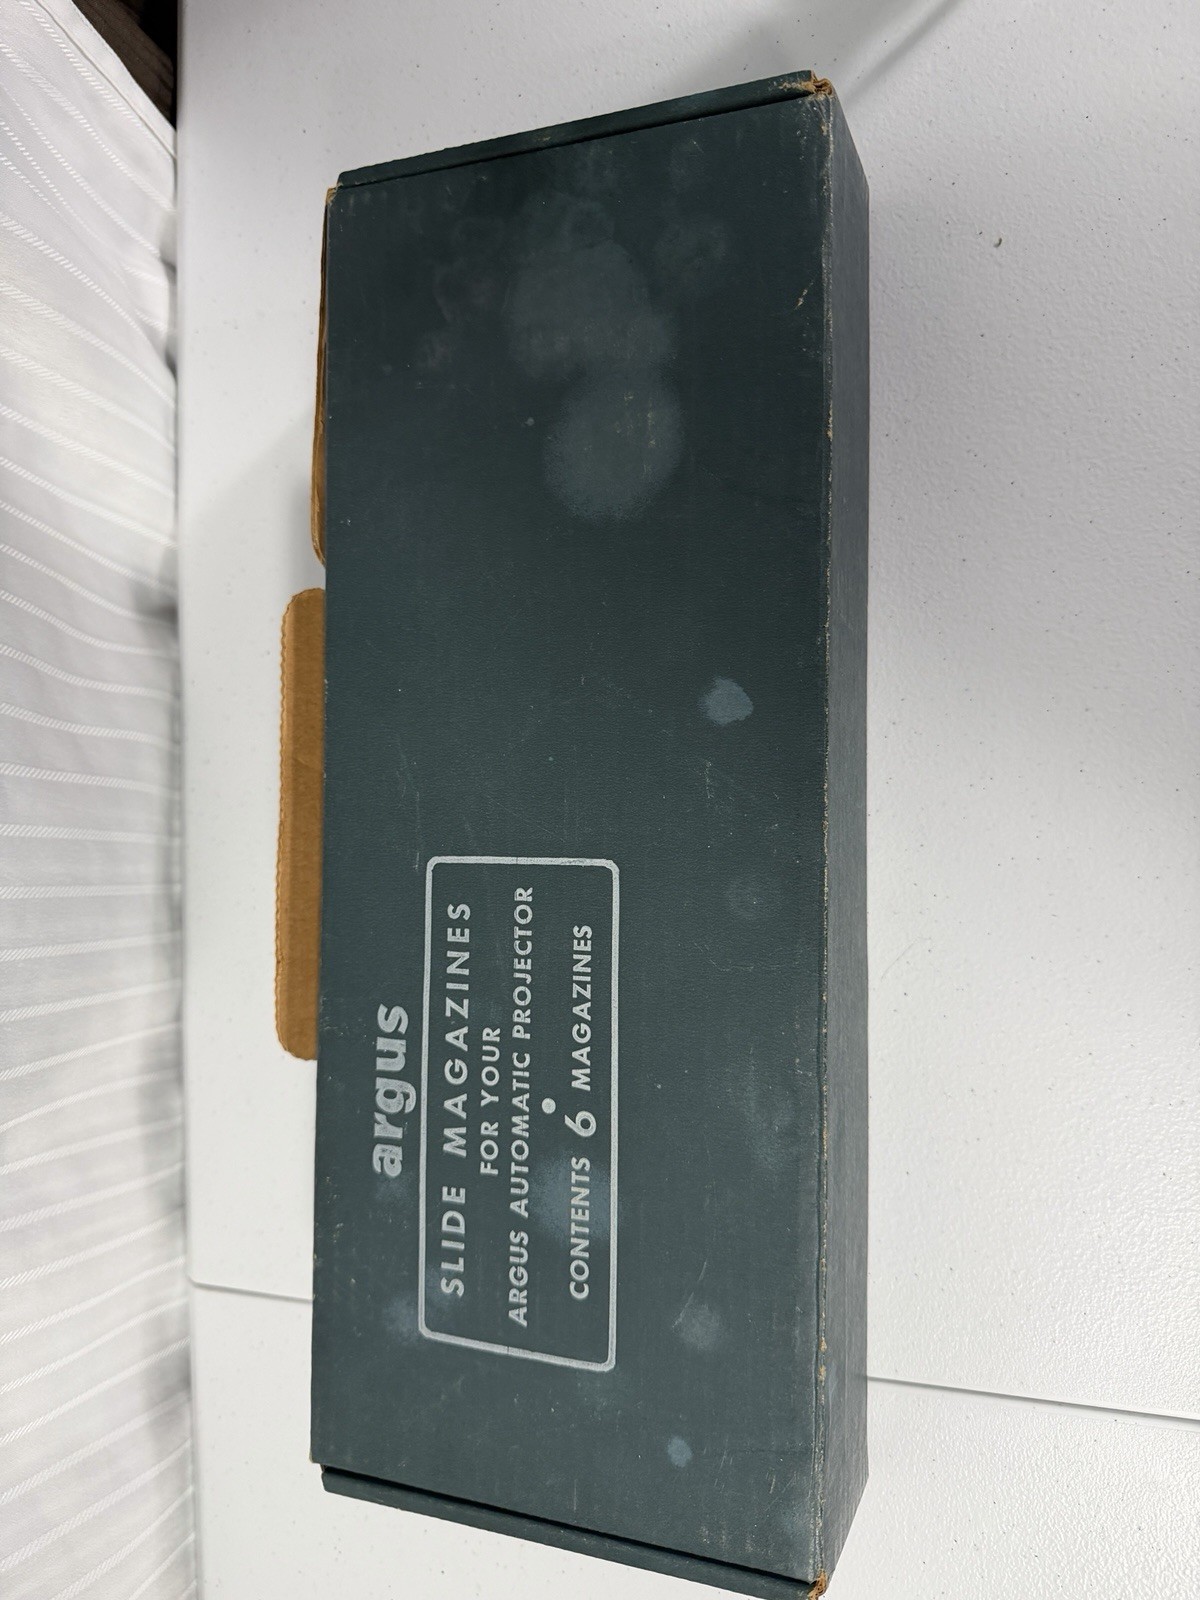 argus
SLIDE MAGAZINES
FOR YOUR
ARGUS AUTOMATIC PROJECTOR
CONTENTS 6 MAGAZINES